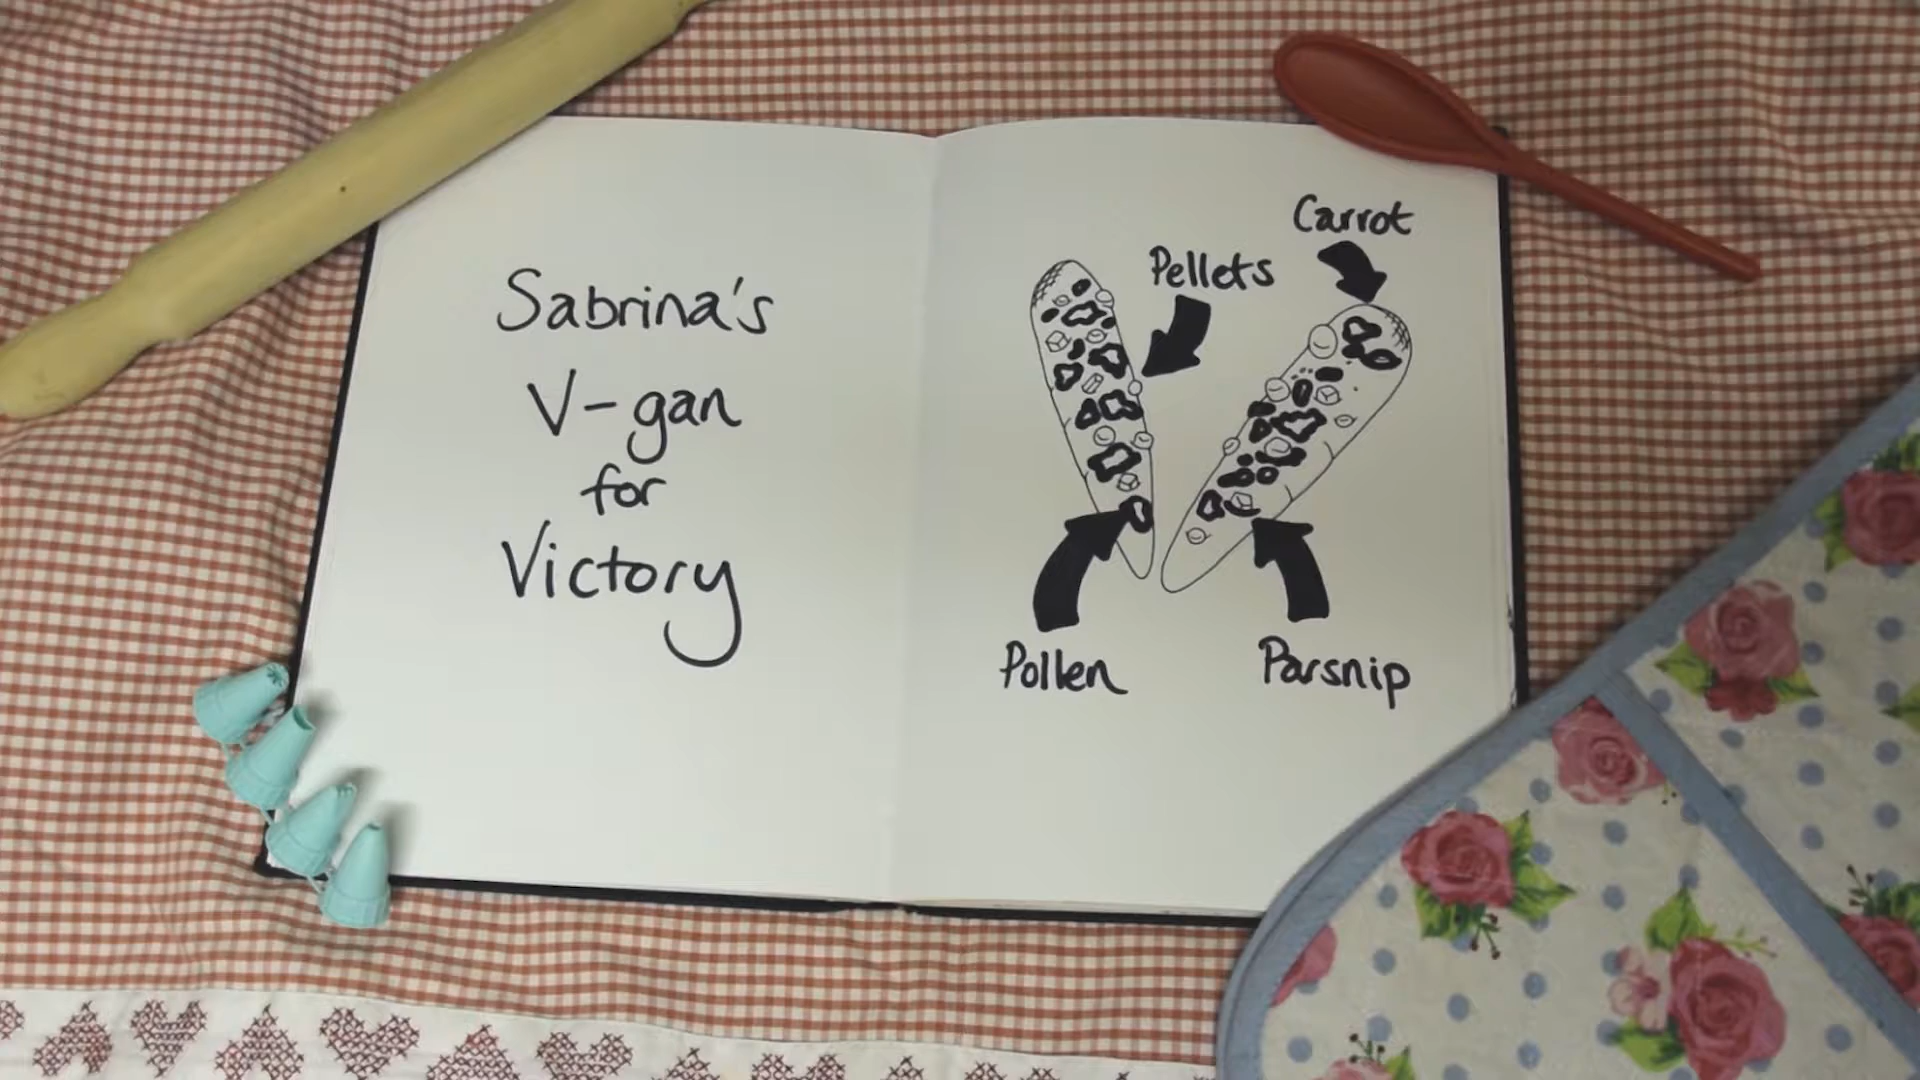 Sabrina's
V-gan
for
Victory
Carrot
Pellets
Pollen
Parsnip